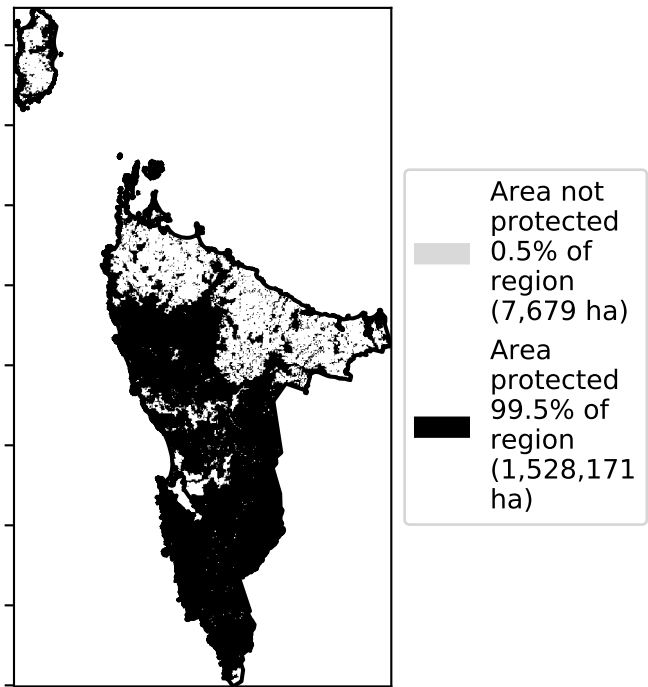 Area not
protected
0.5% of
region
(7,679 ha)
Area
protected
99.5% of
region
(1,528,171
ha)